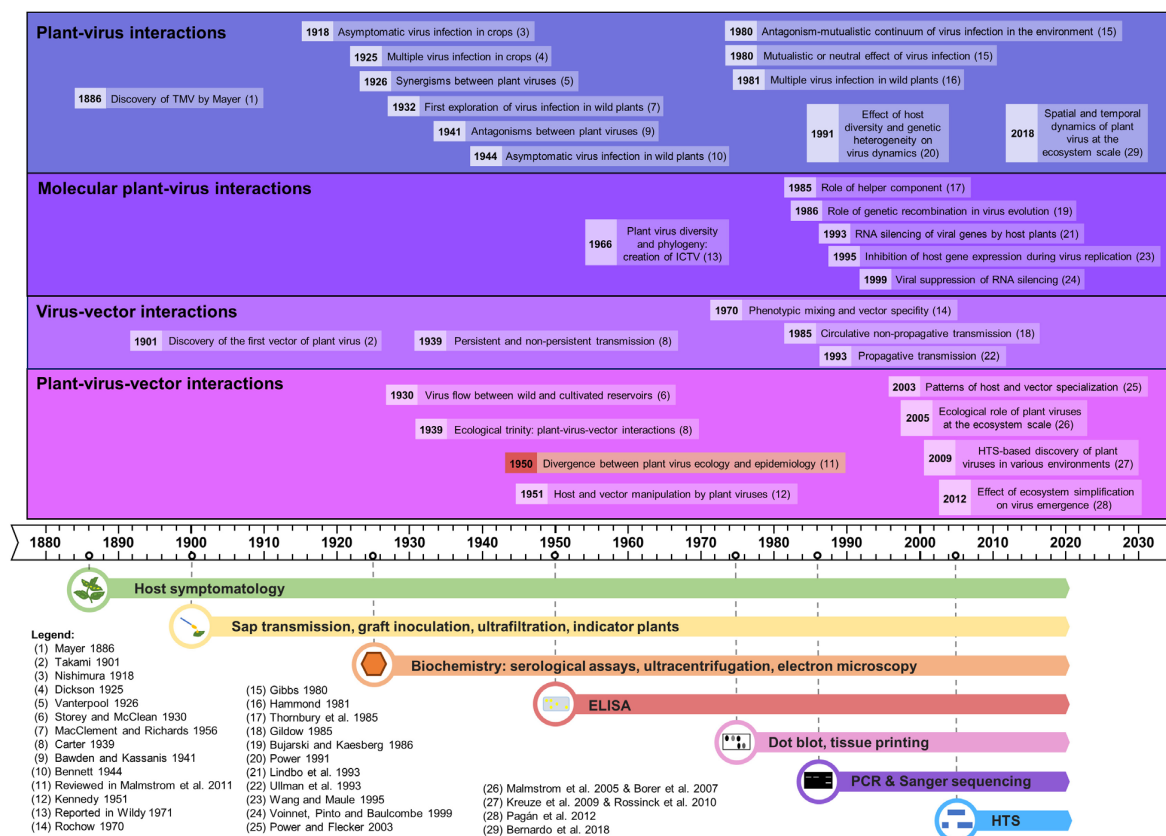 Plant-virus interactions
1886 Discovery of TMV by Mayer (1)
1918 Asymptomatic virus infection in crops (3)
1925 Multiple virus infection in crops (4)
1926 Synergisms between plant viruses (5)
1932 First exploration of virus infection in wild plants (7)
1941 Antagonisms between plant viruses (9)
1944 Asymptomatic virus infection in wild plants (10)
1980 Antagonism-mutualistic continuum of virus infection in the environment (15)
1980 Mutualistic or neutral effect of virus infection (15)
1981 Multiple virus infection in wild plants (16)
1991 Effect of host
diversity and genetic
heterogeneity on
virus dynamics (20)
2018 Spatial and temporal
dynamics of plant
virus at the
ecosystem scale (29)
Molecular plant-virus interactions
1966 Plant virus diversity
and phylogeny:
creation of ICTV (13)
1985 Role of helper component (17)
1986 Role of genetic recombination in virus evolution (19)
1993 RNA silencing of viral genes by host plants (21)
1995 Inhibition of host gene expression during virus replication (23)
1999 Viral suppression of RNA silencing (24)
Virus-vector interactions
1901 Discovery of the first vector of plant virus (2)
1939 Persistent and non-persistent transmission (8)
1970 Phenotypic mixing and vector specifity (14)
1985 Circulative non-propagative transmission (18)
1993 Propagative transmission (22)
Plant-virus-vector interactions
1930 Virus flow between wild and cultivated reservoirs (6)
1939 Ecological trinity: plant-virus-vector interactions (8)
1950 Divergence between plant virus ecology and epidemiology (11)
1951 Host and vector manipulation by plant viruses (12)
2003 Patterns of host and vector specialization (25)
2005 Ecological role of plant viruses
at the ecosystem scale (26)
2009 HTS-based discovery of plant
viruses in various environments (27)
2012 Effect of ecosystem simplification
on virus emergence (28)
1880 1890 1900 1910 1920 1930 1940 1950 1960 1970 1980 1990 2000 2010 2020 2030
Host symptomatology
Sap transmission, graft inoculation, ultrafiltration, indicator plants
Biochemistry: serological assays, ultracentrifugation, electron microscopy
ELISA
Dot blot, tissue printing
PCR & Sanger sequencing
HTS
Legend:
(1) Mayer 1886
(2) Takami 1901
(3) Nishimura 1918
(4) Dickson 1925
(5) Vanterpool 1926
(6) Storey and McClean 1930
(7) MacClement and Richards 1956
(8) Carter 1939
(9) Bawden and Kassanis 1941
(10) Bennett 1944
(11) Reviewed in Malmstrom et al. 2011
(12) Kennedy 1951
(13) Reported in Wildy 1971
(14) Rochow 1970
(15) Gibbs 1980
(16) Hammond 1981
(17) Thornbury et al. 1985
(18) Gildow 1985
(19) Bujarski and Kaesberg 1986
(20) Power 1991
(21) Lindbo et al. 1993
(22) Ullman et al. 1993
(23) Wang and Maule 1995
(24) Voinnet, Pinto and Baulcombe 1999
(25) Power and Flecker 2003
(26) Malmstrom et al. 2005 & Borer et al. 2007
(27) Kreuze et al. 2009 & Rossinck et al. 2010
(28) Pagán et al. 2012
(29) Bernardo et al. 2018